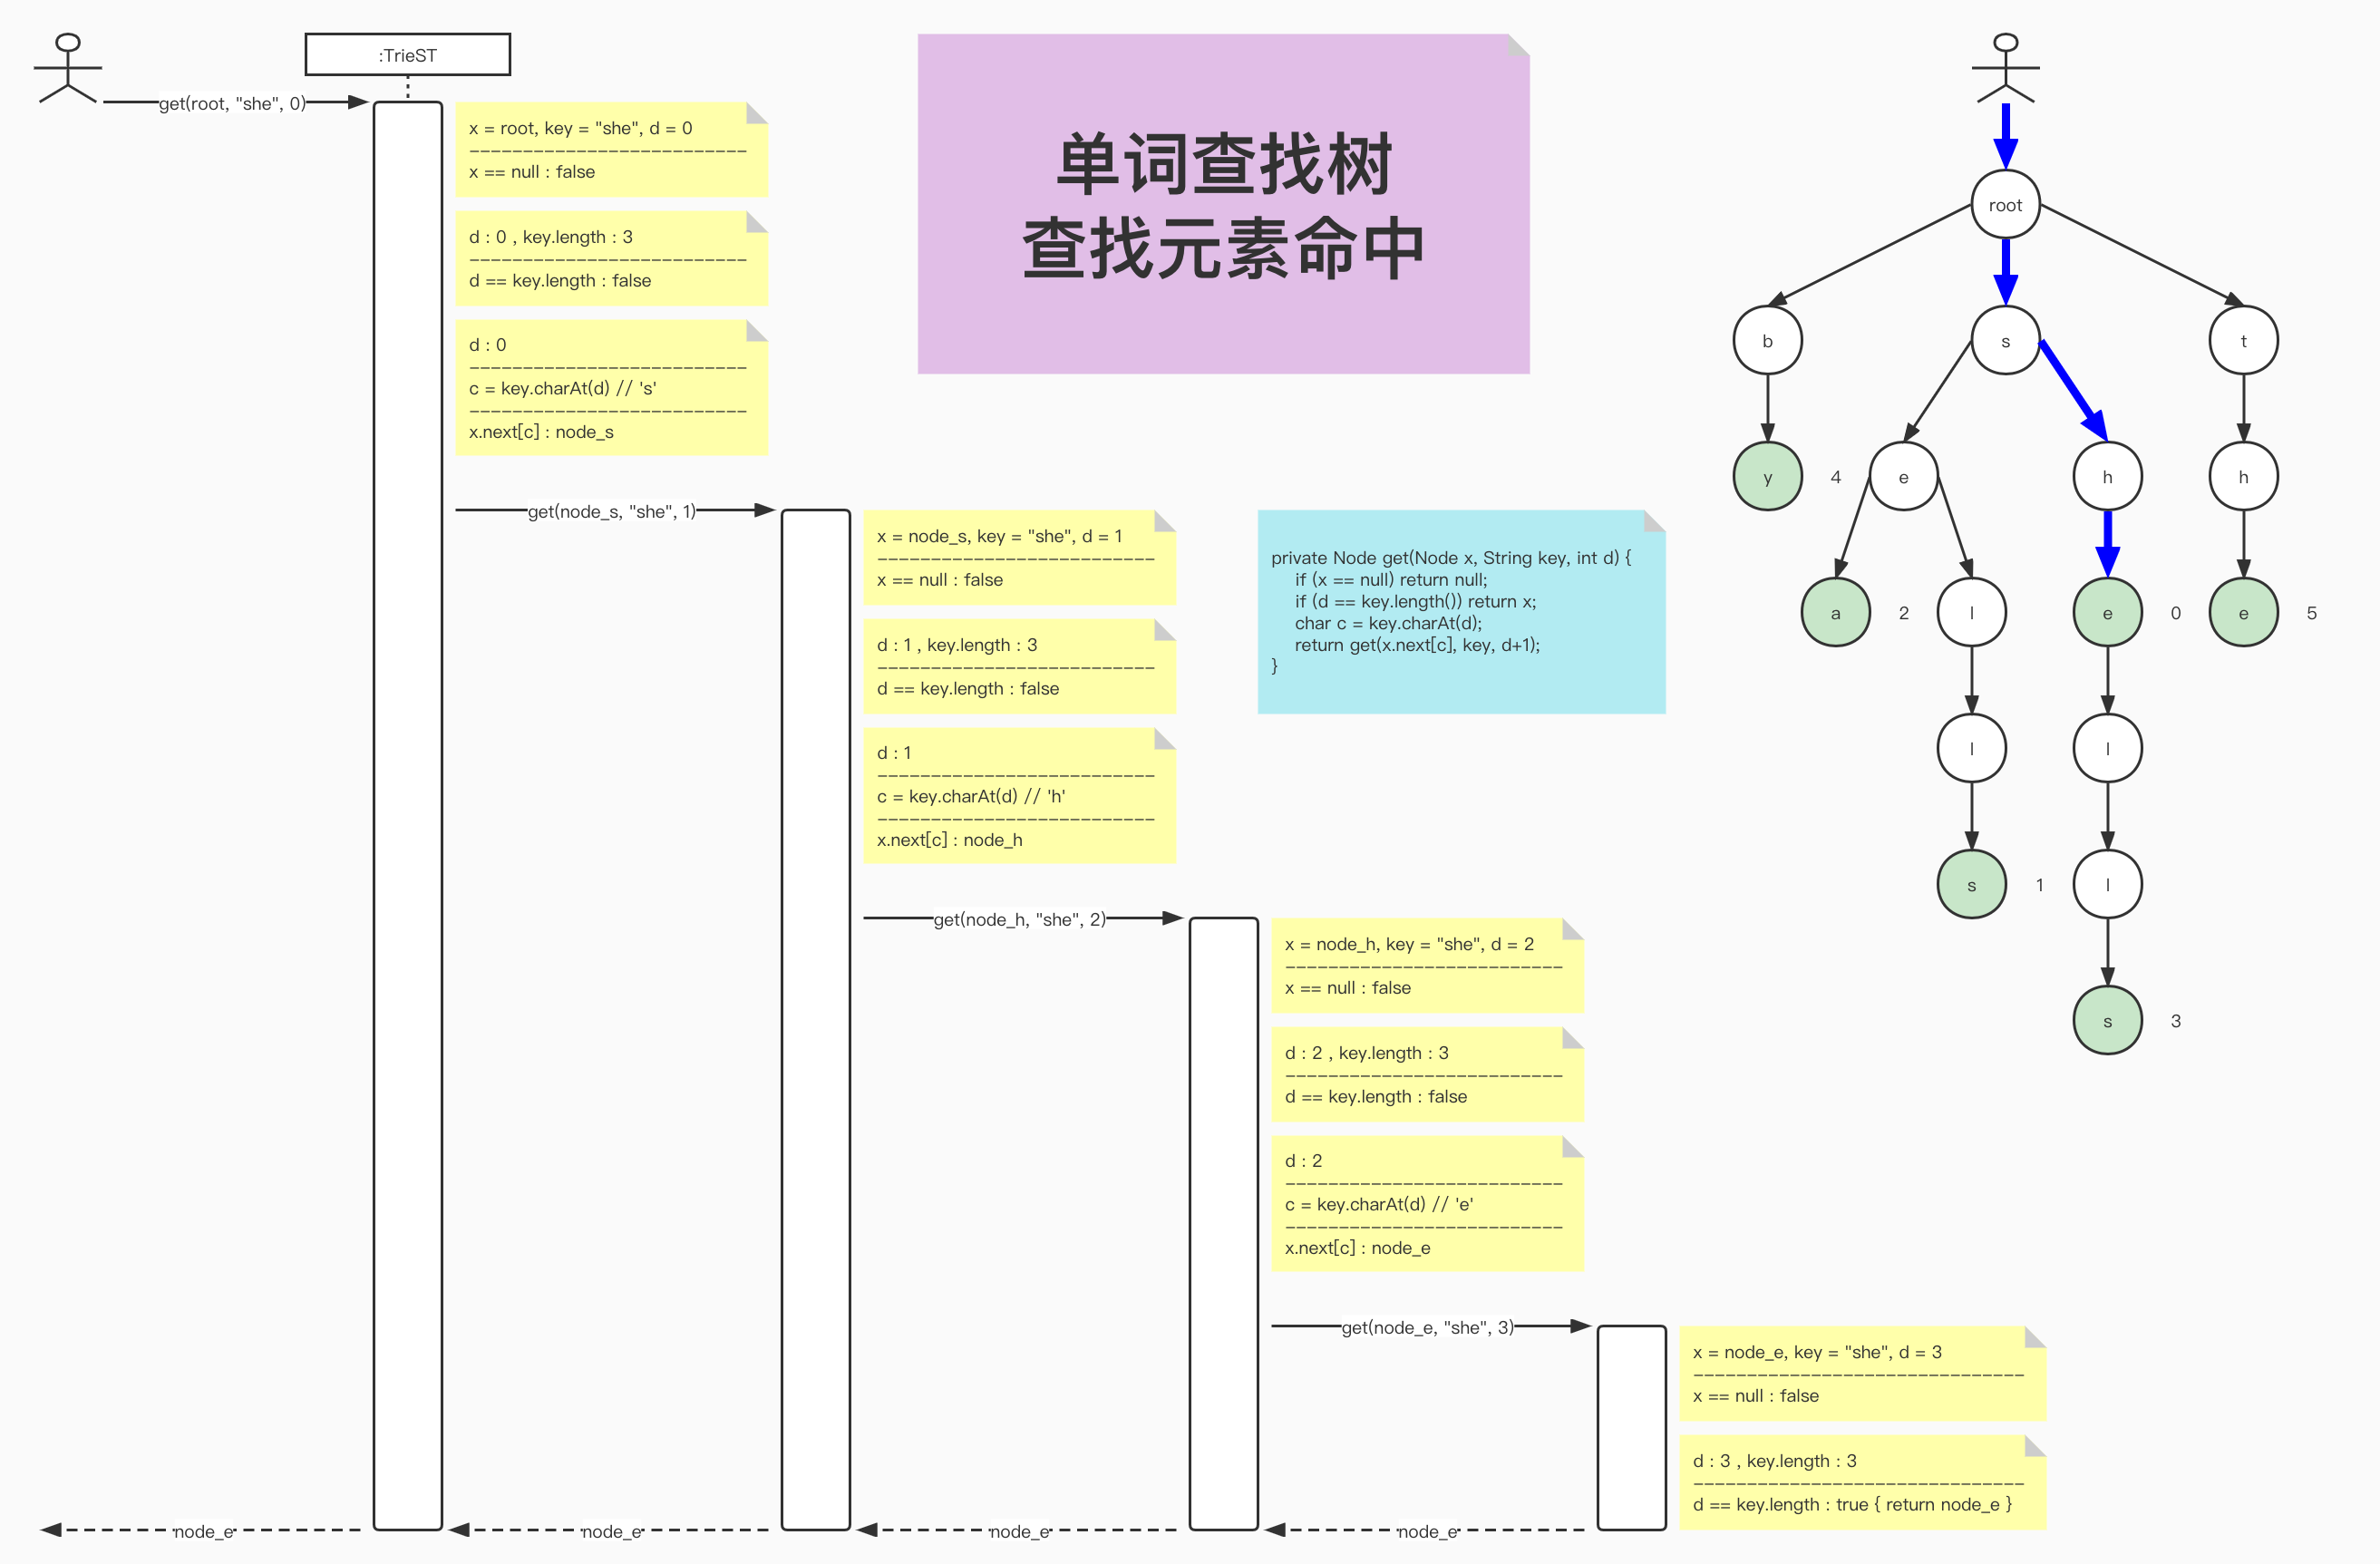 :TrieST
get(root, "she", 0)
x = root, key = "she", d = 0
--------------------------
x == null : false
d : 0 , key.length : 3
--------------------------
d == key.length : false
d : 0
--------------------------
c = key.charAt(d) // 's'
--------------------------
x.next[c] : node_s
单词查找树
查找元素命中
get(node_s, "she", 1)
x = node_s, key = "she", d = 1
--------------------------
x == null : false
d : 1 , key.length : 3
--------------------------
d == key.length : false
d : 1
--------------------------
c = key.charAt(d) // 'h'
--------------------------
x.next[c] : node_h
private Node get(Node x, String key, int d) {
if (x == null) return null;
if (d == key.length()) return x;
char c = key.charAt(d);
return get(x.next[c], key, d+1);
}
get(node_h, "she", 2)
x = node_h, key = "she", d = 2
--------------------------
x == null : false
d : 2 , key.length : 3
--------------------------
d == key.length : false
d : 2
--------------------------
c = key.charAt(d) // 'e'
--------------------------
x.next[c] : node_e
get(node_e, "she", 3)
x = node_e, key = "she", d = 3
-------------------------------
x == null : false
d : 3 , key.length : 3
-------------------------------
d == key.length : true { return node_e }
node_e
node_e
node_e
node_e
root
b
s
t
y
4
e
h
h
a
2
l
e
0
e
5
l
l
s
1
l
s
3